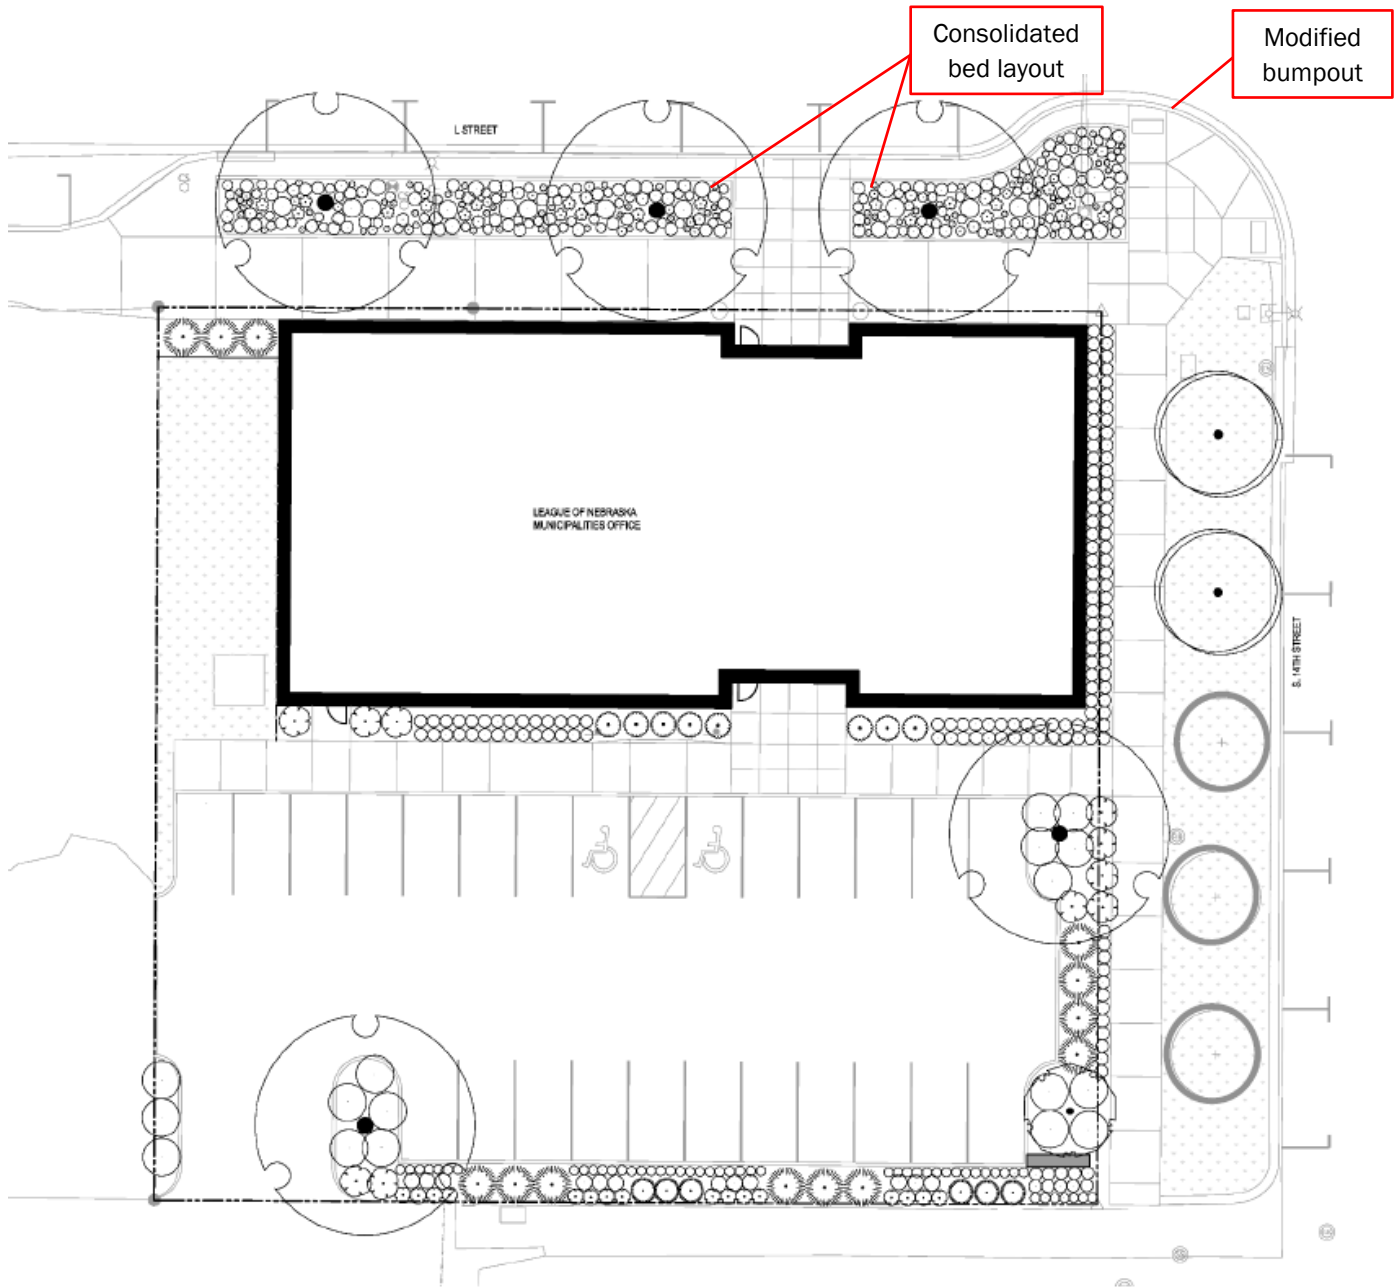 Consolidated
bed layout
Modified
bumpout
L STREET
LEAGUE OF NEBRASKA
MUNICIPALITIES OFFICE
S. 14TH STREET